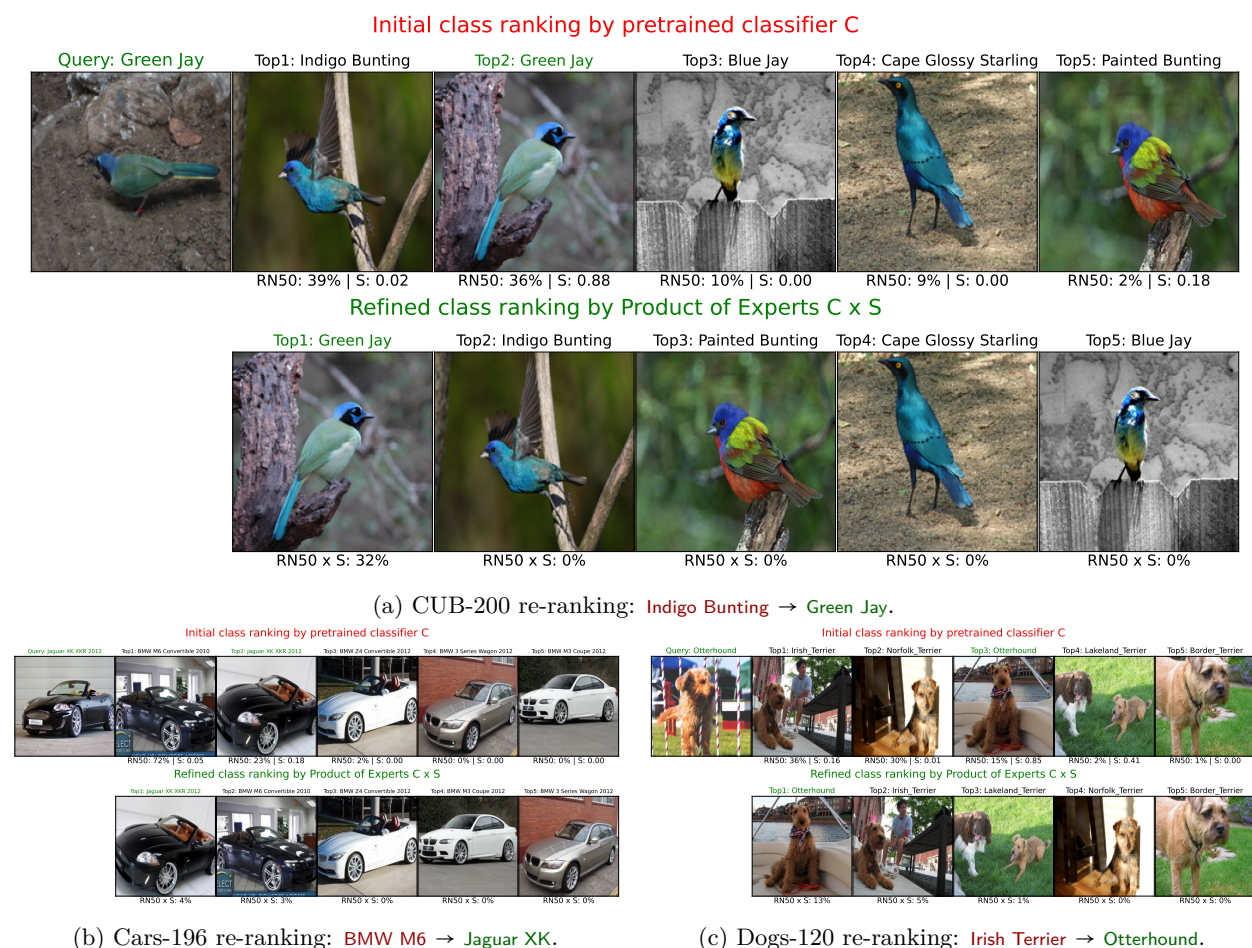 Initial class ranking by pretrained classifier C
Query: Green Jay
Top1: Indigo Bunting
Top2: Green Jay
Top3: Blue Jay
Top4: Cape Glossy Starling
Top5: Painted Bunting
RN50: 39% | S: 0.02
RN50: 36% | S: 0.88
RN50: 10% | S: 0.00
RN50: 9% | S: 0.00
RN50: 2% | S: 0.18
Refined class ranking by Product of Experts C x S
Top1: Green Jay
Top2: Indigo Bunting
Top3: Painted Bunting
Top4: Cape Glossy Starling
Top5: Blue Jay
RN50 x S: 32%
RN50 x S: 0%
RN50 x S: 0%
RN50 x S: 0%
RN50 x S: 0%
(a) CUB-200 re-ranking: Indigo Bunting → Green Jay.
Initial class ranking by pretrained classifier C
Query: Jaguar XK XKR 2012
Top1: BMW M6 Convertible 2010
Top2: Jaguar XK XKR 2012
Top3: BMW Z4 Convertible 2012
Top4: BMW 3 Series Wagon 2012
Top5: BMW M3 Coupe 2012
RN50: 72% | S: 0.05
RN50: 23% | S: 0.18
RN50: 2% | S: 0.00
RN50: 0% | S: 0.00
RN50: 0% | S: 0.00
Refined class ranking by Product of Experts C x S
Top1: Jaguar XK XKR 2012
Top2: BMW M6 Convertible 2010
Top3: BMW Z4 Convertible 2012
Top4: BMW M3 Coupe 2012
Top5: BMW 3 Series Wagon 2012
RN50 x S: 4%
RN50 x S: 3%
RN50 x S: 0%
RN50 x S: 0%
RN50 x S: 0%
(b) Cars-196 re-ranking: BMW M6 → Jaguar XK.
Initial class ranking by pretrained classifier C
Query: Otterhound
Top1: Irish_Terrier
Top2: Norfolk_Terrier
Top3: Otterhound
Top4: Lakeland_Terrier
Top5: Border_Terrier
RN50: 36% | S: 0.16
RN50: 30% | S: 0.01
RN50: 15% | S: 0.85
RN50: 2% | S: 0.41
RN50: 1% | S: 0.00
Refined class ranking by Product of Experts C x S
Top1: Otterhound
Top2: Irish_Terrier
Top3: Lakeland_Terrier
Top4: Norfolk_Terrier
Top5: Border_Terrier
RN50 x S: 13%
RN50 x S: 5%
RN50 x S: 1%
RN50 x S: 0%
RN50 x S: 0%
(c) Dogs-120 re-ranking: Irish Terrier → Otterhound.